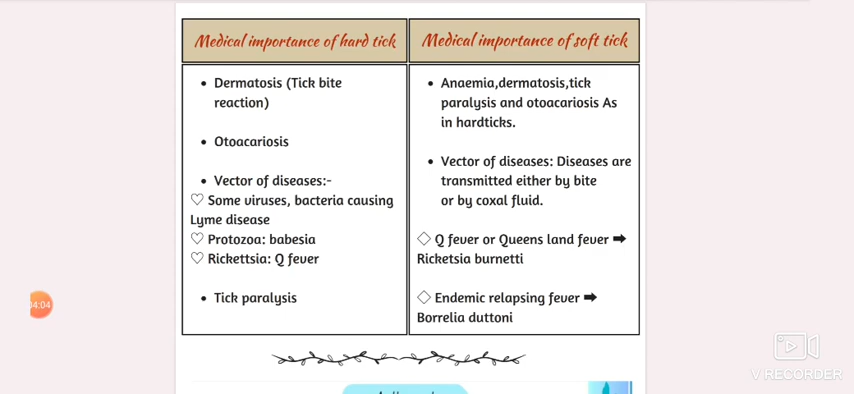 Medical importance of hard tick
Medical importance of soft tick
• Dermatosis (Tick bite
reaction)
• Otoacariosis
• Vector of diseases:-
♡ Some viruses, bacteria causing
Lyme disease
♡ Protozoa: babesia
♡ Rickettsia: Q fever
• Tick paralysis
• Anaemia,dermatosis,tick
paralysis and otoacariosis As
in hardticks.
• Vector of diseases: Diseases are
transmitted either by bite
or by coxal fluid.
◇ Q fever or Queens land fever ➡
Ricketsia burnetti
◇ Endemic relapsing fever ➡
Borrelia duttoni
04:04
V RECORDER